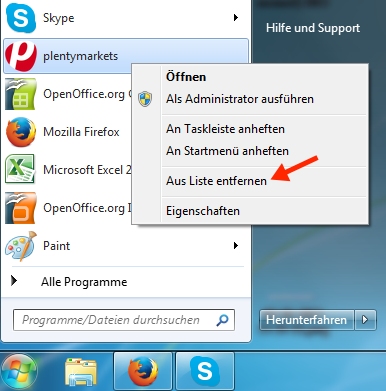 Skype
Hilfe und Support
plentymarkets
Öffnen
OpenOffice.org
Als Administrator ausführen
Mozilla Firefox
An Taskleiste anheften
An Startmenü anheften
Microsoft Excel 2
Aus Liste entfernen
OpenOffice.org
Eigenschaften
Paint
Alle Programme
Programme/Dateien durchsuchen
Herunterfahren